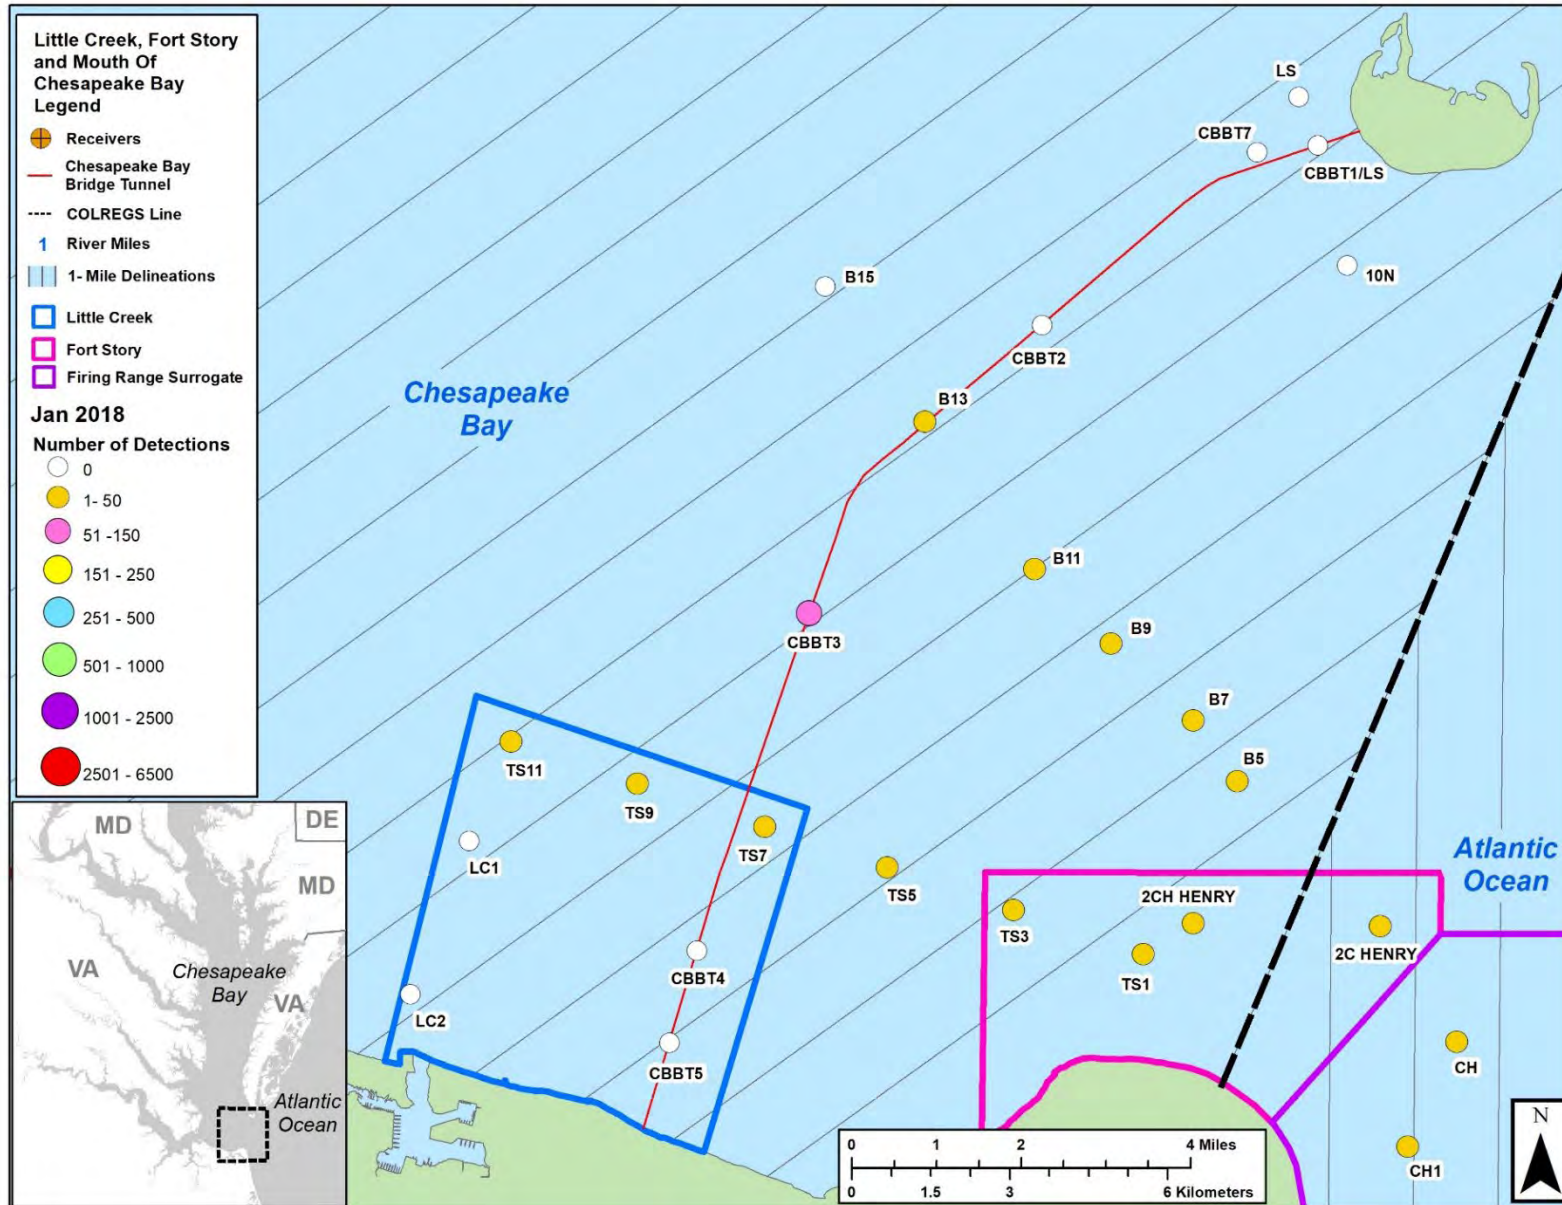 Little Creek, Fort Story
and Mouth Of
Chesapeake Bay
Legend
Receivers
Chesapeake Bay
Bridge Tunnel
COLREGS Line
1 River Miles
1- Mile Delineations
Little Creek
Fort Story
Firing Range Surrogate
Jan 2018
Number of Detections
0
1- 50
51 -150
151 - 250
251 - 500
501 - 1000
1001 - 2500
2501 - 6500
LS
CBBT7
CBBT1/LS
10N
B15
CBBT2
Chesapeake
Bay
B13
B11
CBBT3
B9
B7
B5
TS11
TS9
TS7
LC1
TS5
Atlantic
Ocean
2CH HENRY
TS3
TS1
2C HENRY
CBBT4
LC2
CBBT5
CH
CH1
MD
DE
MD
VA
Chesapeake
Bay
VA
Atlantic
Ocean
0 1 2 4 Miles
0 1.5 3 6 Kilometers
N